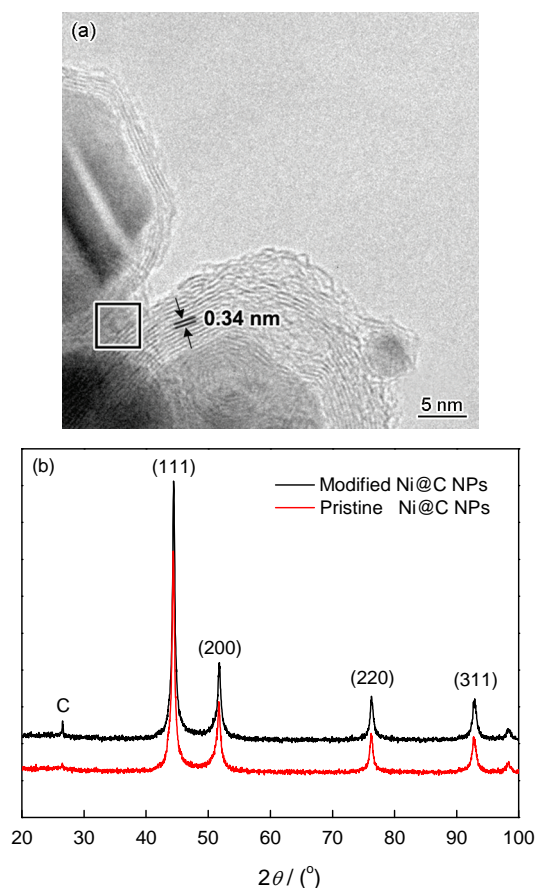 (a)
0.34 nm
5 nm
(b)
(111)
Modified Ni@C NPs
Pristine Ni@C NPs
(200)
C
(220)
(311)
20 30 40 50 60 70 80 90 100
2θ / (°)